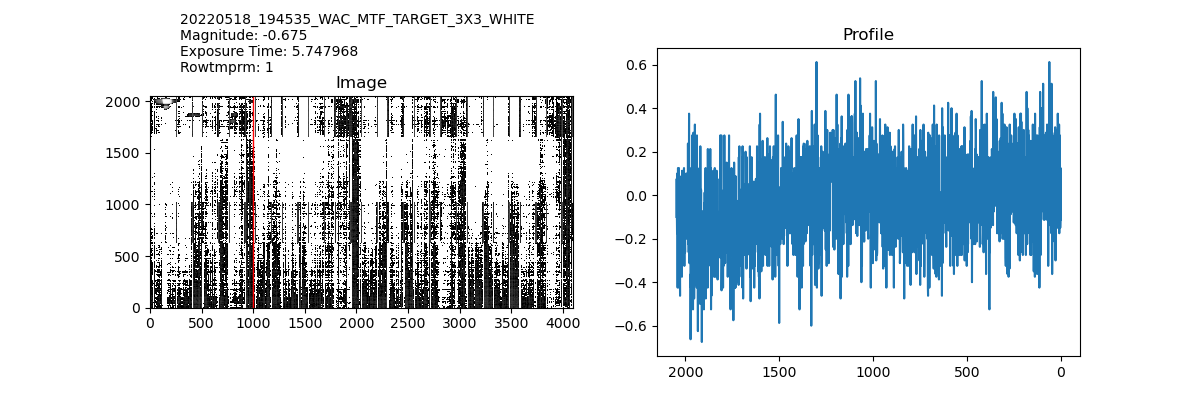 20220518_194535_WAC_MTF_TARGET_3X3_WHITE
Magnitude: -0.675
Exposure Time: 5.747968
Rowtmprm: 1
Image
2000
1500
1000
500
0
0 500 1000 1500 2000 2500 3000 3500 4000
Profile
0.6
0.4
0.2
0.0
−0.2
−0.4
−0.6
2000 1500 1000 500 0